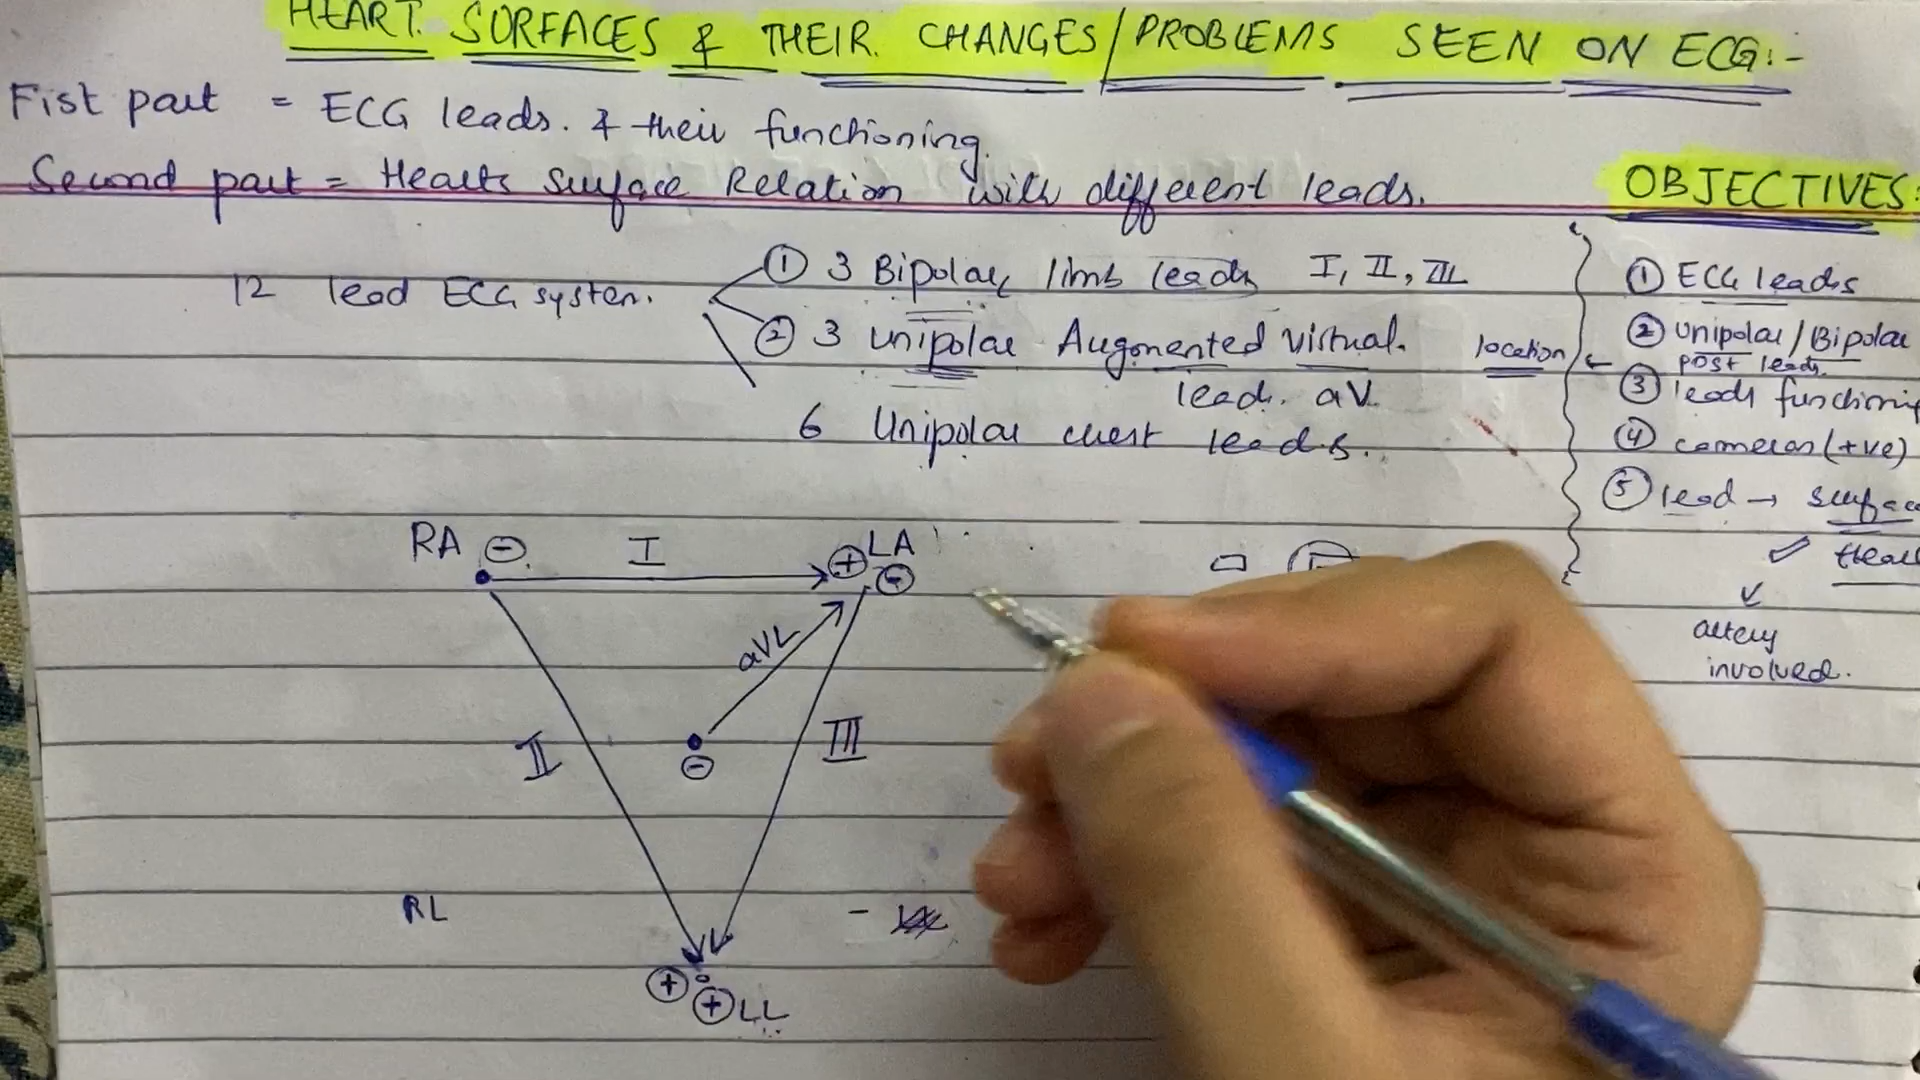 HEART SURFACES & THEIR CHANGES/PROBLEMS SEEN ON ECG:-
Fist part = ECG leads. & their functioning.
Second part = Hearts surface Relation with different leads.
OBJECTIVES:
12 lead ECG system.
① 3 Bipolar limb leads I, II, III
② 3 unipolar Augmented virtual.
lead. aV
6 Unipolar chest leads.
location
① ECG leads
② Unipolar/Bipolar
post leads
③ leads functioning
④ cameras (+ve)
⑤ lead → surface
Heart
artery
involved.
RA ⊖ I ⊕ LA
⊖
aVL
II III
⊖
RL -
⊕
⊕ LL